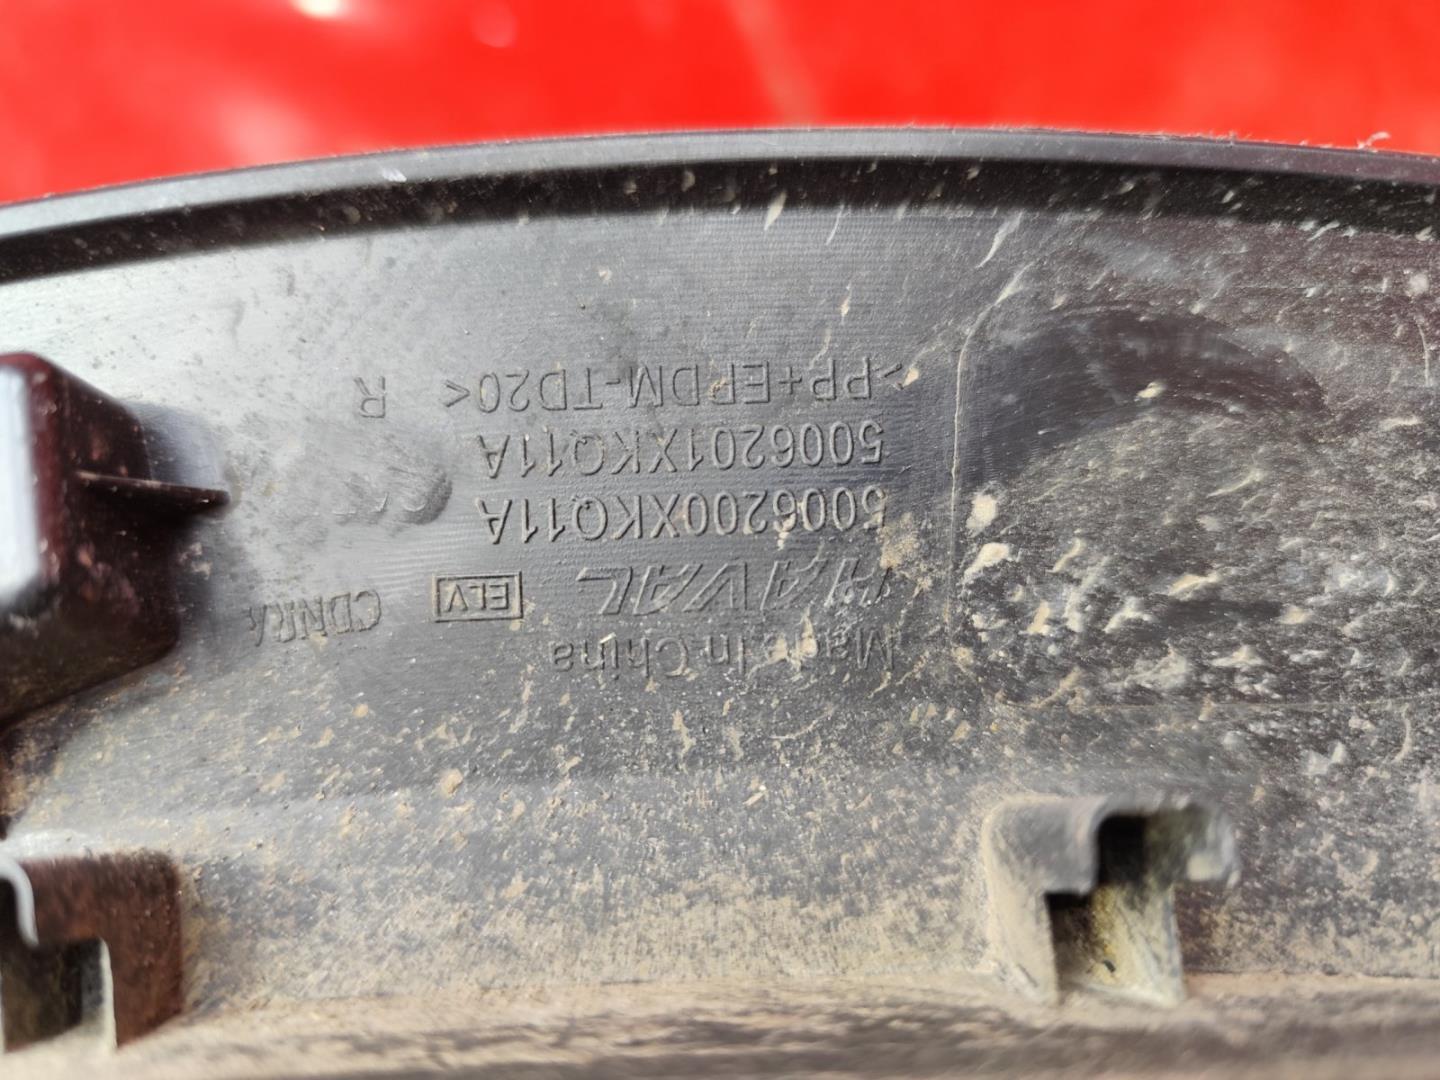 Made In China
HAVAL ELV CDNRA
5006200XKQ11A
5006201XKQ11A
>PP+EPDM-TD20< R